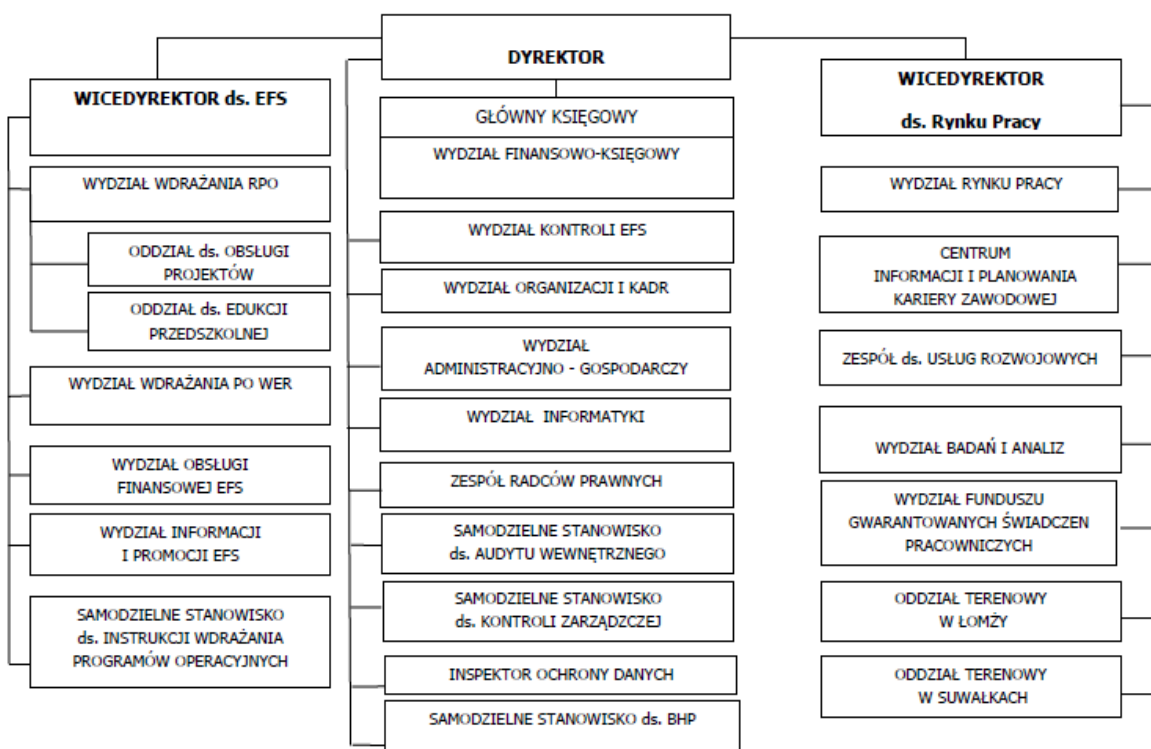 DYREKTOR
WICEDYREKTOR ds. EFS
WYDZIAŁ WDRAŻANIA RPO
ODDZIAŁ ds. OBSŁUGI
PROJEKTÓW
ODDZIAŁ ds. EDUKCJI
PRZEDSZKOLNEJ
WYDZIAŁ WDRAŻANIA PO WER
WYDZIAŁ OBSŁUGI
FINANSOWEJ EFS
WYDZIAŁ INFORMACJI
I PROMOCJI EFS
SAMODZIELNE STANOWISKO
ds. INSTRUKCJI WDRAŻANIA
PROGRAMÓW OPERACYJNYCH
GŁÓWNY KSIĘGOWY
WYDZIAŁ FINANSOWO-KSIĘGOWY
WYDZIAŁ KONTROLI EFS
WYDZIAŁ ORGANIZACJI I KADR
WYDZIAŁ
ADMINISTRACYJNO - GOSPODARCZY
WYDZIAŁ INFORMATYKI
ZESPÓŁ RADCÓW PRAWNYCH
SAMODZIELNE STANOWISKO
ds. AUDYTU WEWNĘTRZNEGO
SAMODZIELNE STANOWISKO
ds. KONTROLI ZARZĄDZCZEJ
INSPEKTOR OCHRONY DANYCH
SAMODZIELNE STANOWISKO ds. BHP
WICEDYREKTOR
ds. Rynku Pracy
WYDZIAŁ RYNKU PRACY
CENTRUM
INFORMACJI I PLANOWANIA
KARIERY ZAWODOWEJ
ZESPÓŁ ds. USŁUG ROZWOJOWYCH
WYDZIAŁ BADAŃ I ANALIZ
WYDZIAŁ FUNDUSZU
GWARANTOWANYCH ŚWIADCZEN
PRACOWNICZYCH
ODDZIAŁ TERENOWY
W ŁOMŻY
ODDZIAŁ TERENOWY
W SUWAŁKACH